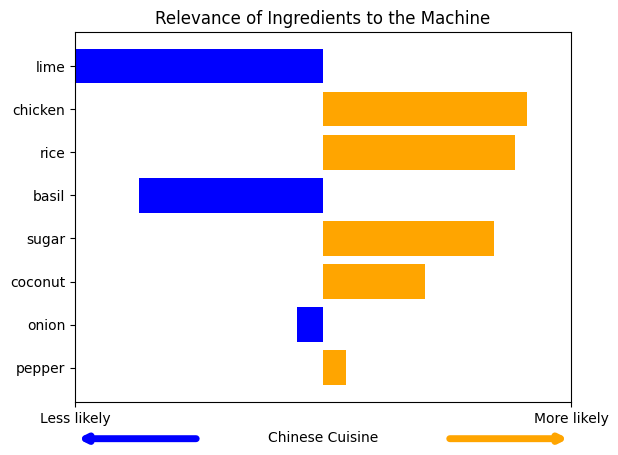 Relevance of Ingredients to the Machine
lime
chicken
rice
basil
sugar
coconut
onion
pepper
Less likely
More likely
Chinese Cuisine